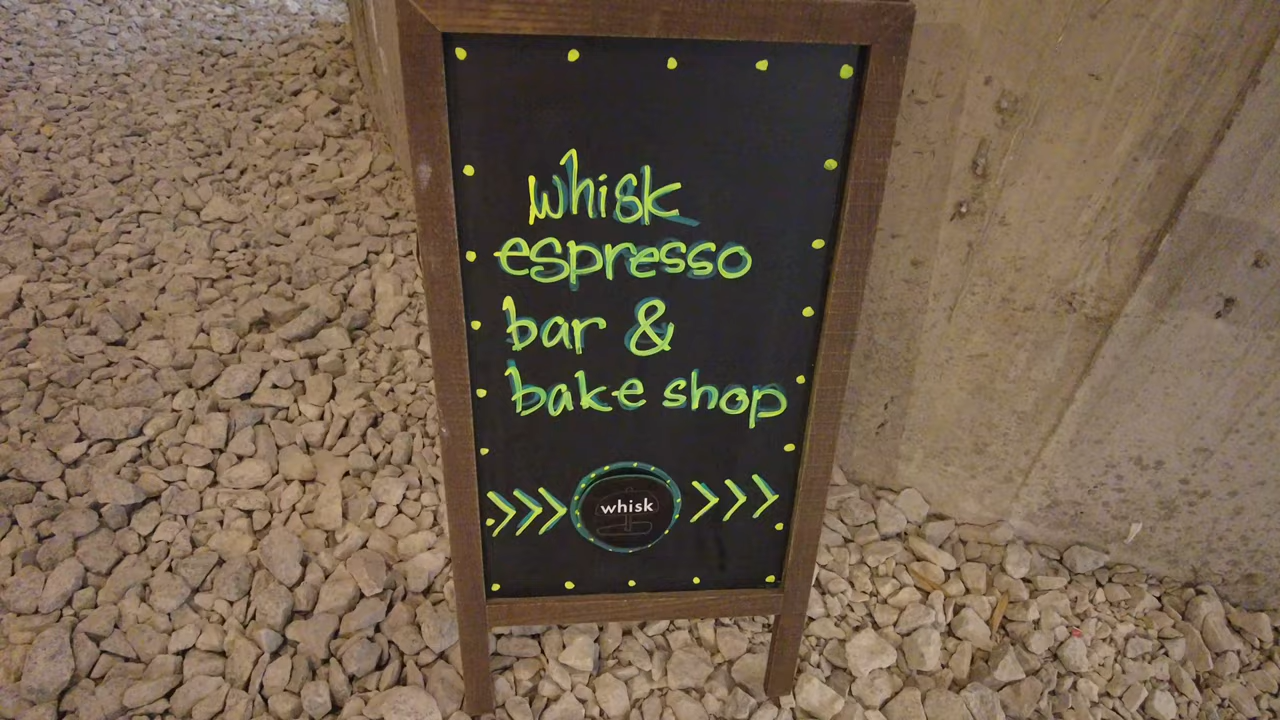 whisk
espresso
bar &
bake shop
>>> whisk >>>